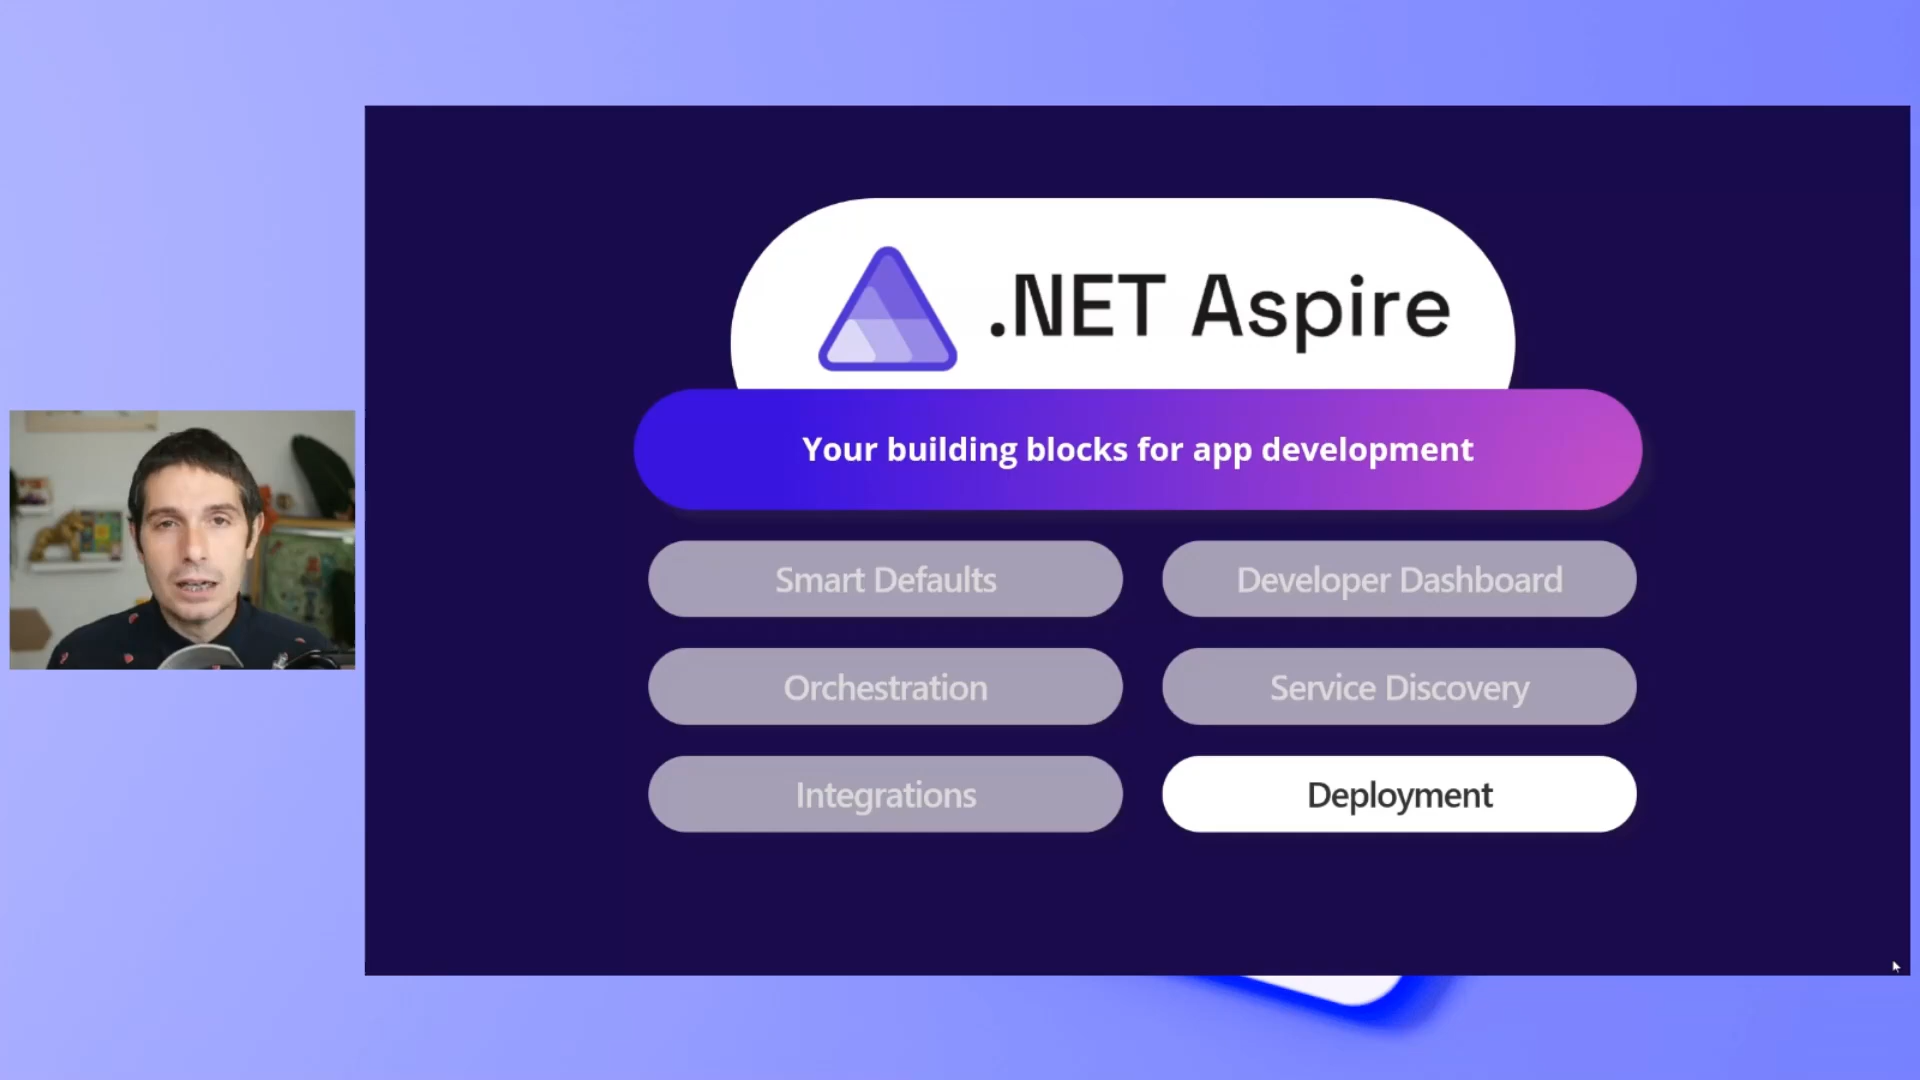 .NET Aspire
Your building blocks for app development
Smart Defaults
Developer Dashboard
Orchestration
Service Discovery
Integrations
Deployment